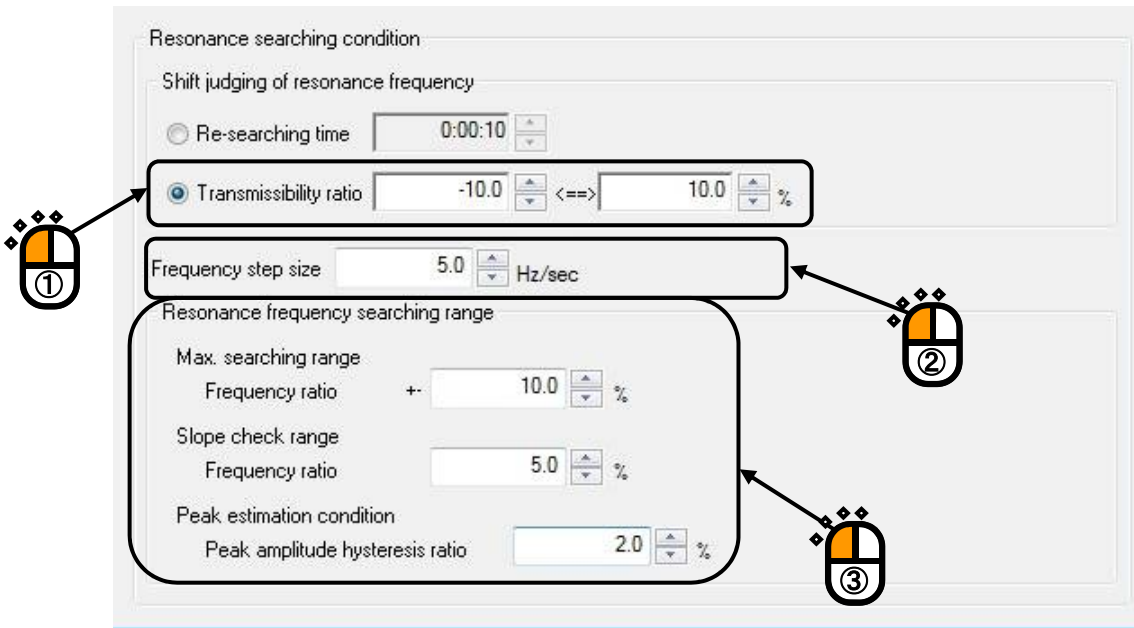 Resonance searching condition
Shift judging of resonance frequency
Re-searching time 0:00:10
Transmissibility ratio -10.0 <==> 10.0 %
①
Frequency step size 5.0 Hz/sec
②
Resonance frequency searching range
Max. searching range
Frequency ratio +- 10.0 %
Slope check range
Frequency ratio 5.0 %
Peak estimation condition
Peak amplitude hysteresis ratio 2.0 %
③